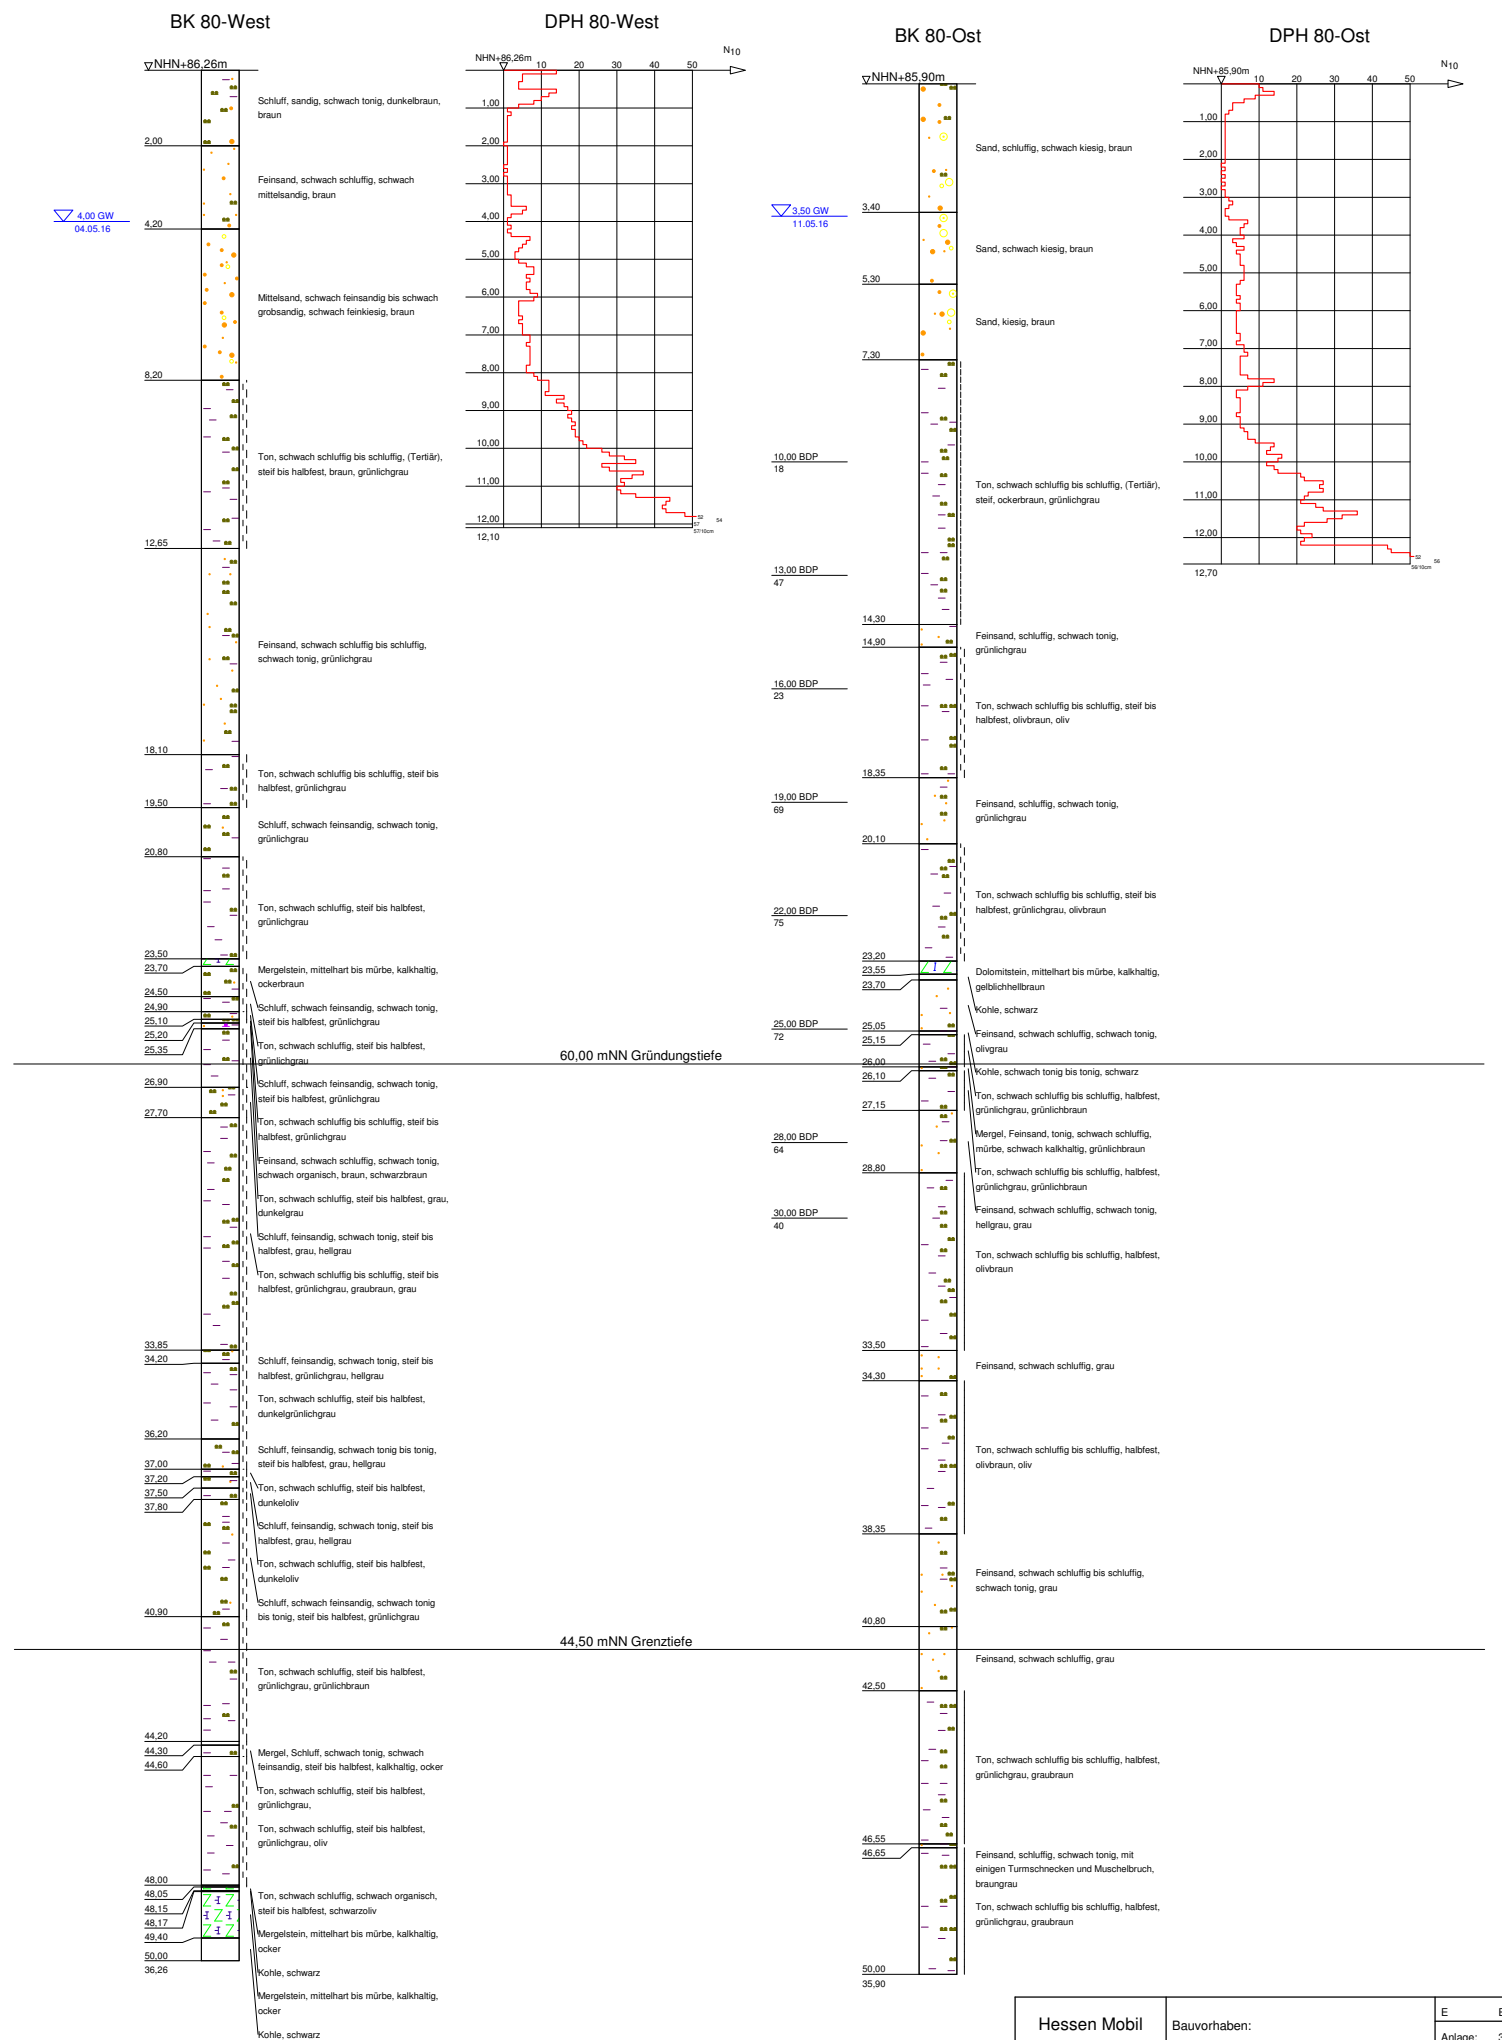 BK 80-West
DPH 80-West
BK 80-Ost
DPH 80-Ost
NHN+86,26m
2,00
4,20
8,20
12,65
18,10
19,50
20,80
23,50
23,70
24,50
24,90
25,10
25,20
25,35
26,90
27,70
33,85
34,20
36,20
37,00
37,20
37,50
37,80
40,90
44,20
44,30
44,60
48,00
48,05
48,15
48,17
49,40
50,00
36,26
4,00 GW
04.05.16
Schluff, sandig, schwach tonig, dunkelbraun,
braun
Feinsand, schwach schluffig, schwach
mittelsandig, braun
Mittelsand, schwach feinsandig bis schwach
grobsandig, schwach feinkiesig, braun
Ton, schwach schluffig bis schluffig, (Tertiär),
steif bis halbfest, braun, grünlichgrau
Feinsand, schwach schluffig bis schluffig,
schwach tonig, grünlichgrau
Ton, schwach schluffig bis schluffig, steif bis
halbfest, grünlichgrau
Schluff, schwach feinsandig, schwach tonig,
grünlichgrau
Ton, schwach schluffig, steif bis halbfest,
grünlichgrau
Mergelstein, mittelhart bis mürbe, kalkhaltig,
ockerbraun
Schluff, schwach feinsandig, schwach tonig,
steif bis halbfest, grünlichgrau
Ton, schwach schluffig, steif bis halbfest,
grünlichgrau
Schluff, schwach feinsandig, schwach tonig,
steif bis halbfest, grünlichgrau
Ton, schwach schluffig bis schluffig, steif bis
halbfest, grünlichgrau
Feinsand, schwach schluffig, schwach tonig,
schwach organisch, braun, schwarzbraun
Ton, schwach schluffig, steif bis halbfest, grau,
dunkelgrau
Schluff, feinsandig, schwach tonig, steif bis
halbfest, grau, hellgrau
Ton, schwach schluffig bis schluffig, steif bis
halbfest, grünlichgrau, graubraun, grau
Schluff, feinsandig, schwach tonig, steif bis
halbfest, grünlichgrau, hellgrau
Ton, schwach schluffig, steif bis halbfest,
dunkelgrünlichgrau
Schluff, feinsandig, schwach tonig bis tonig,
steif bis halbfest, grau, hellgrau
Ton, schwach schluffig, steif bis halbfest,
dunkeloliv
Schluff, feinsandig, schwach tonig, steif bis
halbfest, grau, hellgrau
Ton, schwach schluffig, steif bis halbfest,
dunkeloliv
Schluff, schwach feinsandig, schwach tonig
bis tonig, steif bis halbfest, grünlichgrau
Ton, schwach schluffig, steif bis halbfest,
grünlichgrau, grünlichbraun
Mergel, Schluff, schwach tonig, schwach
feinsandig, steif bis halbfest, kalkhaltig, ocker
Ton, schwach schluffig, steif bis halbfest,
grünlichgrau,
Ton, schwach schluffig, steif bis halbfest,
grünlichgrau, oliv
Ton, schwach schluffig, schwach organisch,
steif bis halbfest, schwarzoliv
Mergelstein, mittelhart bis mürbe, kalkhaltig,
ocker
Kohle, schwarz
Mergelstein, mittelhart bis mürbe, kalkhaltig,
ocker
Kohle, schwarz
NHN+86,26m
10 20 30 40 50
N10
1,00
2,00
3,00
4,00
5,00
6,00
7,00
8,00
9,00
10,00
11,00
12,00
12,10
52
54
57
57/10cm
60,00 mNN Gründungstiefe
44,50 mNN Grenztiefe
NHN+85,90m
3,40
5,30
7,30
14,30
14,90
18,35
20,10
23,20
23,55
23,70
25,05
25,15
26,00
26,10
27,15
28,80
33,50
34,30
38,35
40,80
42,50
46,55
46,65
50,00
35,90
3,50 GW
11.05.16
10,00 BDP
18
13,00 BDP
47
16,00 BDP
23
19,00 BDP
69
22,00 BDP
75
25,00 BDP
72
28,00 BDP
64
30,00 BDP
40
Sand, schluffig, schwach kiesig, braun
Sand, schwach kiesig, braun
Sand, kiesig, braun
Ton, schwach schluffig bis schluffig, (Tertiär),
steif, ockerbraun, grünlichgrau
Feinsand, schluffig, schwach tonig,
grünlichgrau
Ton, schwach schluffig bis schluffig, steif bis
halbfest, olivbraun, oliv
Feinsand, schluffig, schwach tonig,
grünlichgrau
Ton, schwach schluffig bis schluffig, steif bis
halbfest, grünlichgrau, olivbraun
Dolomitstein, mittelhart bis mürbe, kalkhaltig,
gelblichhellbraun
Kohle, schwarz
Feinsand, schwach schluffig, schwach tonig,
olivgrau
Kohle, schwach tonig bis tonig, schwarz
Ton, schwach schluffig bis schluffig, halbfest,
grünlichgrau, grünlichbraun
Mergel, Feinsand, tonig, schwach schluffig,
mürbe, schwach kalkhaltig, grünlichbraun
Ton, schwach schluffig bis schluffig, halbfest,
grünlichgrau, grünlichbraun
Feinsand, schwach schluffig, schwach tonig,
hellgrau, grau
Ton, schwach schluffig bis schluffig, halbfest,
olivbraun
Feinsand, schwach schluffig, grau
Ton, schwach schluffig bis schluffig, halbfest,
olivbraun, oliv
Feinsand, schwach schluffig bis schluffig,
schwach tonig, grau
Feinsand, schwach schluffig, grau
Ton, schwach schluffig bis schluffig, halbfest,
grünlichgrau, graubraun
Feinsand, schluffig, schwach tonig, mit
einigen Turmschnecken und Muschelbruch,
braungrau
Ton, schwach schluffig bis schluffig, halbfest,
grünlichgrau, graubraun
NHN+85,90m
10 20 30 40 50
N10
1,00
2,00
3,00
4,00
5,00
6,00
7,00
8,00
9,00
10,00
11,00
12,00
12,70
52
56
56/10cm
Hessen Mobil
Bauvorhaben:
E
Anlage: